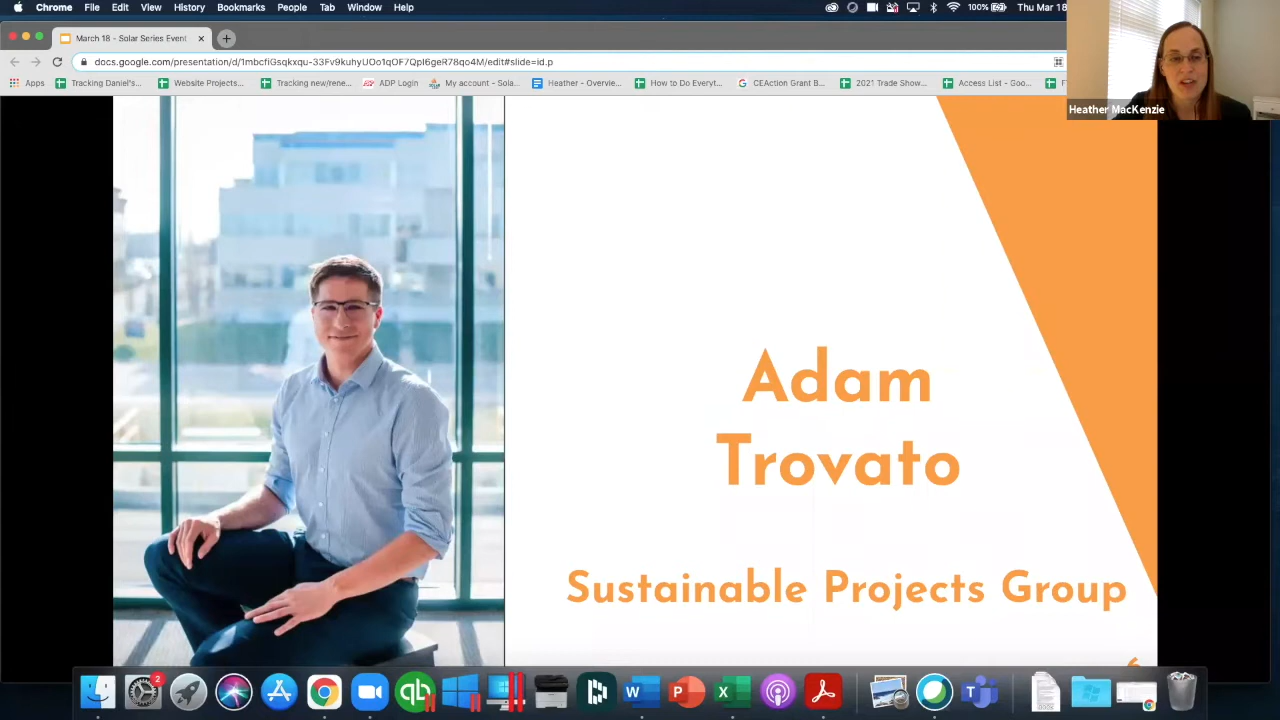 Chrome File Edit View History Bookmarks People Tab Window Help
100%
Thu Mar 18
March 18 - Solar Series Event
Apps
Tracking Daniel's...
Website Projects...
Tracking new/rene...
ADP Login
My account - Sola...
Heather - Overvie...
How to Do Everyt...
CEAction Grant B...
2021 Trade Show...
Access List - Goo...
Heather MacKenzie
Adam
Trovato
Sustainable Projects Group
2